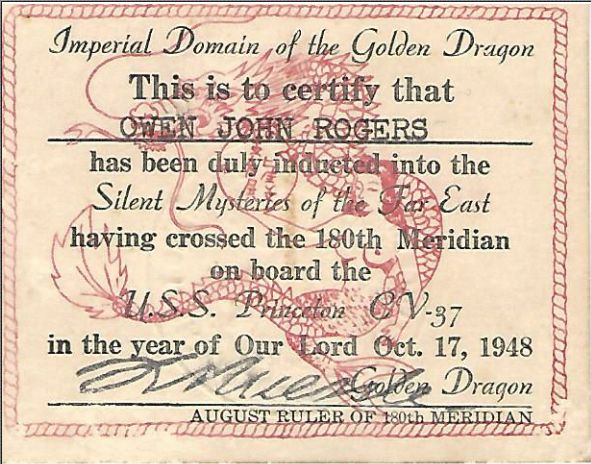 Imperial Domain of the Golden Dragon
This is to certify that
OWEN JOHN ROGERS
has been duly inducted into the
Silent Mysteries of the Far East
having crossed the 180th Meridian
on board the
U.S.S. Princeton CV-37
in the year of Our Lord Oct. 17, 1948
Golden Dragon
AUGUST RULER OF 180th MERIDIAN